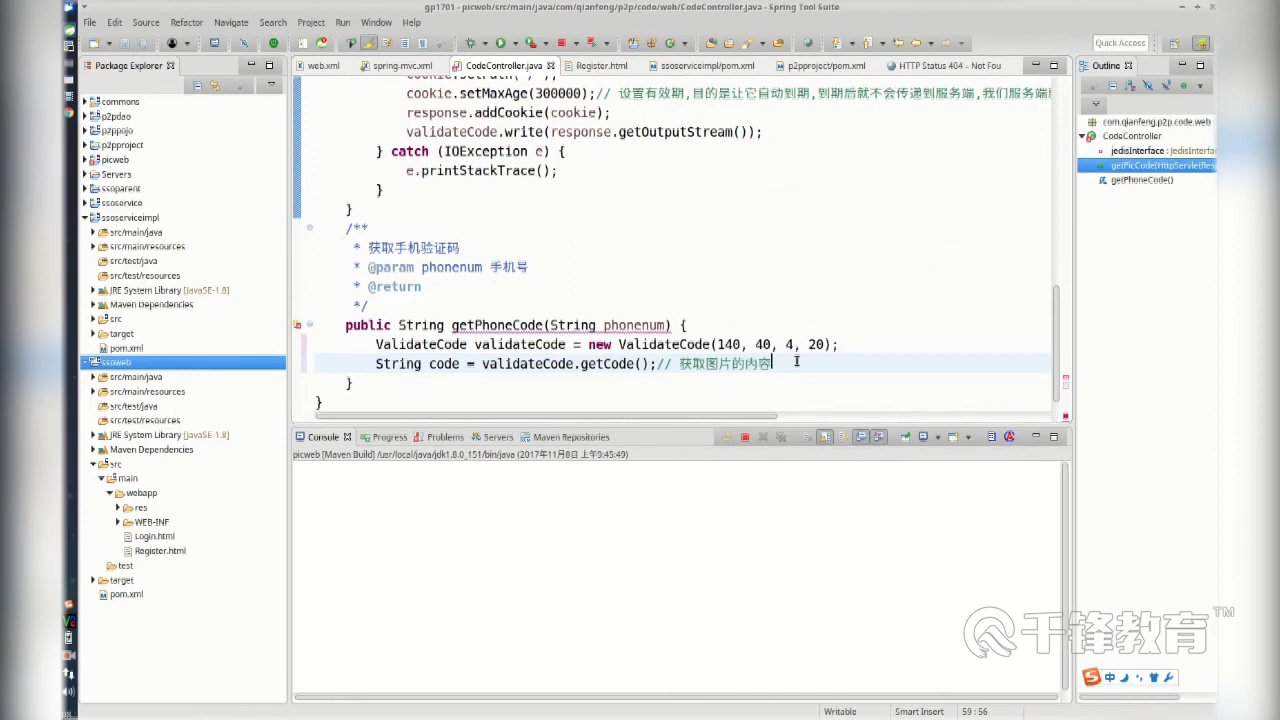 gp1701 - picweb/src/main/java/com/qianfeng/p2p/code/web/CodeController.java - Spring Tool Suite
File Edit Source Refactor Navigate Search Project Run Window Help
Quick Access
Package Explorer
web.xml spring-mvc.xml CodeController.java Register.html ssoserviceimpl/pom.xml p2pproject/pom.xml HTTP Status 404 – Not Fou
Outline
commons
p2pdao
p2ppojo
p2pproject
picweb
Servers
ssoparent
ssoservice
ssoserviceimpl
src/main/java
src/main/resources
src/test/java
src/test/resources
JRE System Library [JavaSE-1.8]
Maven Dependencies
src
target
pom.xml
ssoweb
src/main/java
src/main/resources
src/test/java
src/test/resources
JRE System Library [JavaSE-1.8]
Maven Dependencies
src
main
webapp
res
WEB-INF
Login.html
Register.html
test
target
pom.xml
cookie.setMaxAge(300000);// 设置有效期,目的是让它自动到期,到期后就不会传递到服务端,我们服务端
response.addCookie(cookie);
validateCode.write(response.getOutputStream());
} catch (IOException e) {
e.printStackTrace();
}
}
/**
* 获取手机验证码
* @param phonenum 手机号
* @return
*/
public String getPhoneCode(String phonenum) {
ValidateCode validateCode = new ValidateCode(140, 40, 4, 20);
String code = validateCode.getCode();// 获取图片的内容
}
}
com.qianfeng.p2p.code.web
CodeController
jedisInterface : JedisInterfac
getPicCode(HttpServletRes
getPhoneCode()
Console Progress Problems Servers Maven Repositories
picweb [Maven Build] /usr/local/java/jdk1.8.0_151/bin/java (2017年11月8日 上午9:45:49)
千锋教育™
中
Writable Smart Insert 59 : 56